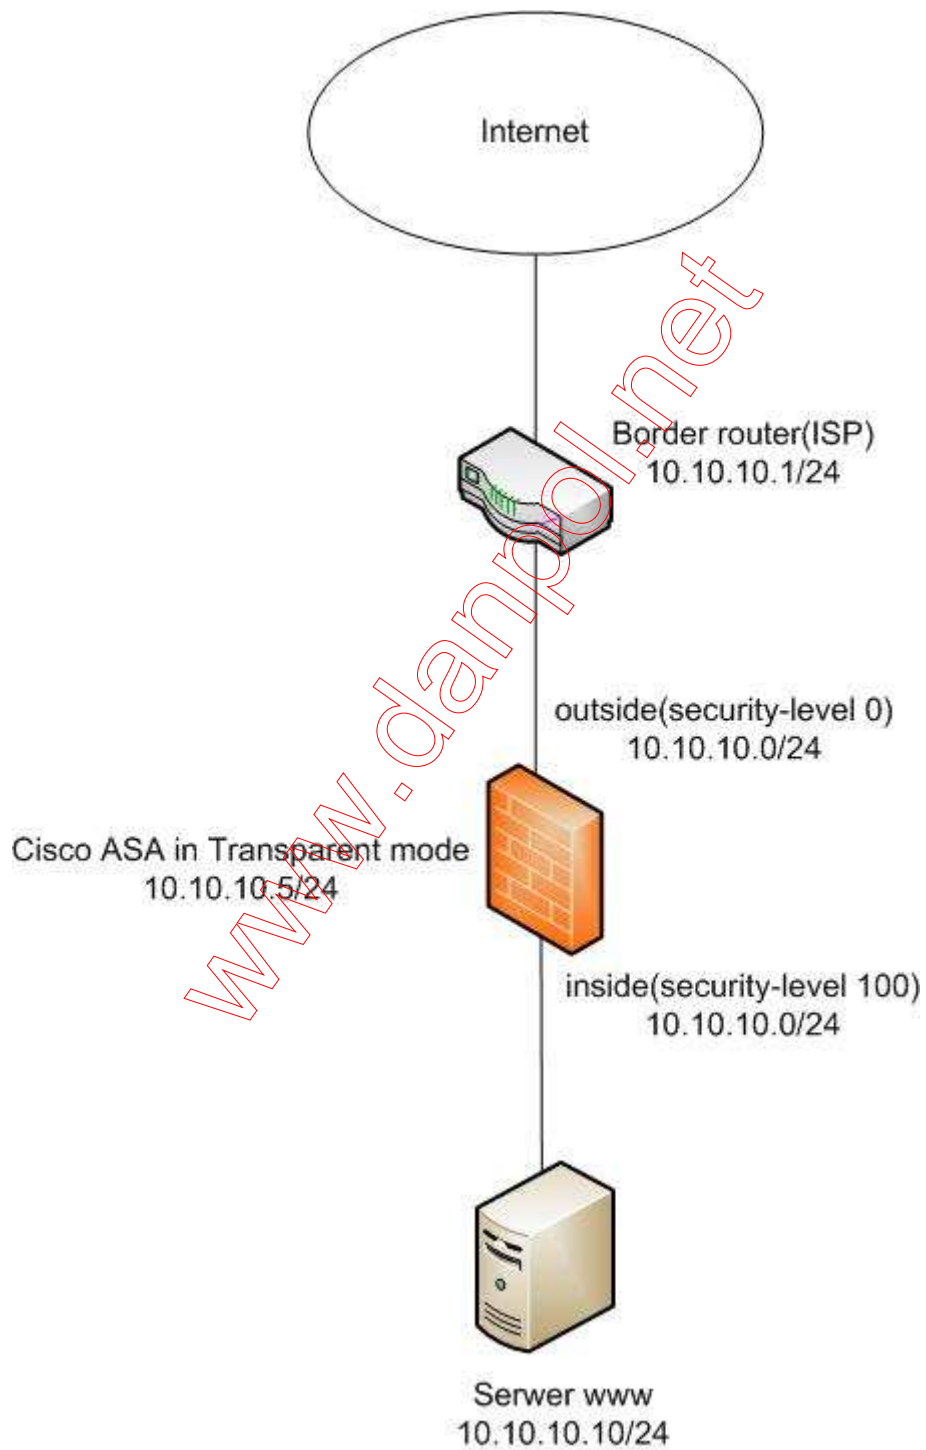 Internet
Border router(ISP)
10.10.10.1/24
outside(security-level 0)
10.10.10.0/24
Cisco ASA in Transparent mode
10.10.10.5/24
inside(security-level 100)
10.10.10.0/24
Serwer www
10.10.10.10/24
www.danpol.net